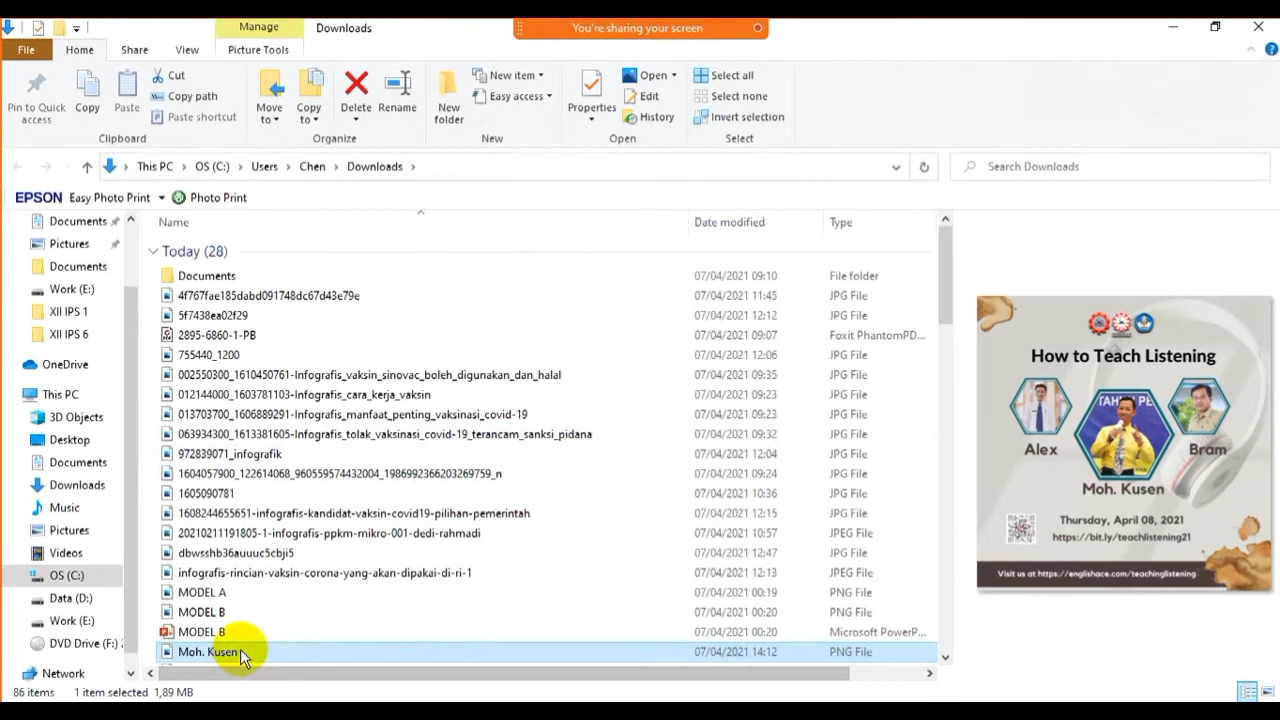 Manage
Downloads
You're sharing your screen
File
Home
Share
View
Picture Tools
Pin to Quick access
Copy
Paste
Cut
Copy path
Paste shortcut
Clipboard
Move to
Copy to
Delete
Rename
Organize
New folder
New item
Easy access
New
Properties
Open
Edit
History
Open
Select all
Select none
Invert selection
Select
This PC › OS (C:) › Users › Chen › Downloads ›
Search Downloads
EPSON Easy Photo Print Photo Print
Documents
Pictures
Documents
Work (E:)
XII IPS 1
XII IPS 6
OneDrive
This PC
3D Objects
Desktop
Documents
Downloads
Music
Pictures
Videos
OS (C:)
Data (D:)
Work (E:)
DVD Drive (F:)
Network
Name Date modified Type
Today (28)
Documents 07/04/2021 09:10 File folder
4f767fae185dabd091748dc67d43e79e 07/04/2021 11:45 JPG File
5f7438ea02f29 07/04/2021 12:12 JPG File
2895-6860-1-PB 07/04/2021 09:07 Foxit PhantomPD...
755440_1200 07/04/2021 12:06 JPG File
002550300_1610450761-Infografis_vaksin_sinovac_boleh_digunakan_dan_halal 07/04/2021 09:35 JPG File
012144000_1603781103-Infografis_cara_kerja_vaksin 07/04/2021 09:23 JPG File
013703700_1606889291-Infografis_manfaat_penting_vaksinasi_covid-19 07/04/2021 09:23 JPG File
063934300_1613381605-Infografis_tolak_vaksinasi_covid-19_terancam_sanksi_pidana 07/04/2021 09:32 JPG File
972839071_infografik 07/04/2021 12:04 JPG File
1604057900_122614068_960559574432004_1986992366203269759_n 07/04/2021 09:24 JPG File
1605090781 07/04/2021 10:36 JPG File
1608244655651-infografis-kandidat-vaksin-covid19-pilihan-pemerintah 07/04/2021 12:15 JPG File
20210211191805-1-infografis-ppkm-mikro-001-dedi-rahmadi 07/04/2021 10:57 JPEG File
dbwsshb36auuuc5cbji5 07/04/2021 12:47 JPG File
infografis-rincian-vaksin-corona-yang-akan-dipakai-di-ri-1 07/04/2021 12:13 JPEG File
MODEL A 07/04/2021 00:19 PNG File
MODEL B 07/04/2021 00:20 PNG File
MODEL B 07/04/2021 00:20 Microsoft PowerP...
Moh. Kusen 07/04/2021 14:12 PNG File
How to Teach Listening
TAH PE
Alex
Bram
Moh. Kusen
Thursday, April 08, 2021
https://bit.ly/teachlistening21
Visit us at https://englishace.com/teachinglistening
86 items 1 item selected 1,89 MB